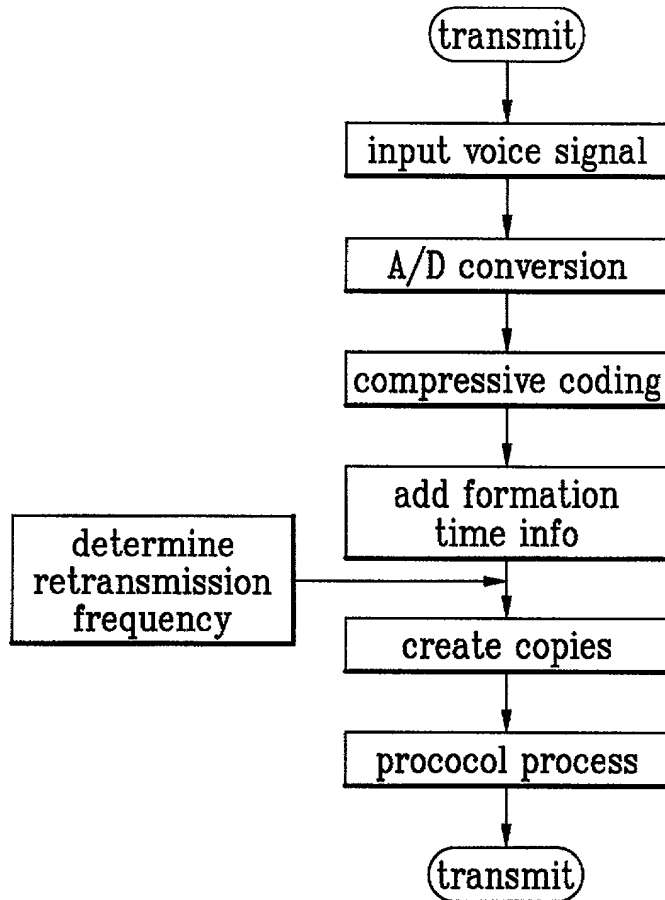 transmit
input voice signal
A/D conversion
compressive coding
add formation
time info
determine
retransmission
frequency
create copies
prococol process
transmit